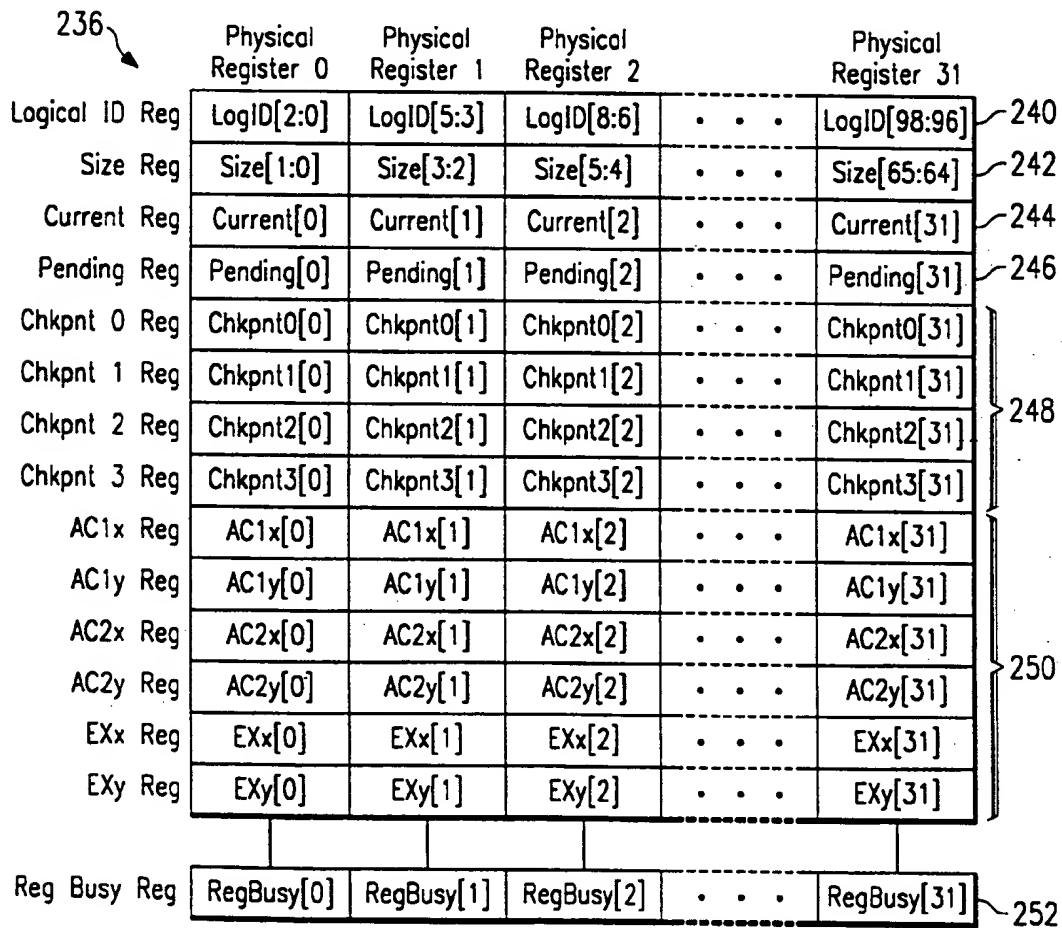 236
Physical Register 0 Physical Register 1 Physical Register 2 Physical Register 31
Logical ID Reg LogID[2:0] LogID[5:3] LogID[8:6] • • • LogID[98:96] 240
Size Reg Size[1:0] Size[3:2] Size[5:4] • • • Size[65:64] 242
Current Reg Current[0] Current[1] Current[2] • • • Current[31] 244
Pending Reg Pending[0] Pending[1] Pending[2] • • • Pending[31] 246
Chkpnt 0 Reg Chkpnt0[0] Chkpnt0[1] Chkpnt0[2] • • • Chkpnt0[31]
Chkpnt 1 Reg Chkpnt1[0] Chkpnt1[1] Chkpnt1[2] • • • Chkpnt1[31]
248
Chkpnt 2 Reg Chkpnt2[0] Chkpnt2[1] Chkpnt2[2] • • • Chkpnt2[31]
Chkpnt 3 Reg Chkpnt3[0] Chkpnt3[1] Chkpnt3[2] • • • Chkpnt3[31]
AC1x Reg AC1x[0] AC1x[1] AC1x[2] • • • AC1x[31]
AC1y Reg AC1y[0] AC1y[1] AC1y[2] • • • AC1y[31]
AC2x Reg AC2x[0] AC2x[1] AC2x[2] • • • AC2x[31]
250
AC2y Reg AC2y[0] AC2y[1] AC2y[2] • • • AC2y[31]
EXx Reg EXx[0] EXx[1] EXx[2] • • • EXx[31]
EXy Reg EXy[0] EXy[1] EXy[2] • • • EXy[31]
Reg Busy Reg RegBusy[0] RegBusy[1] RegBusy[2] • • • RegBusy[31] 252